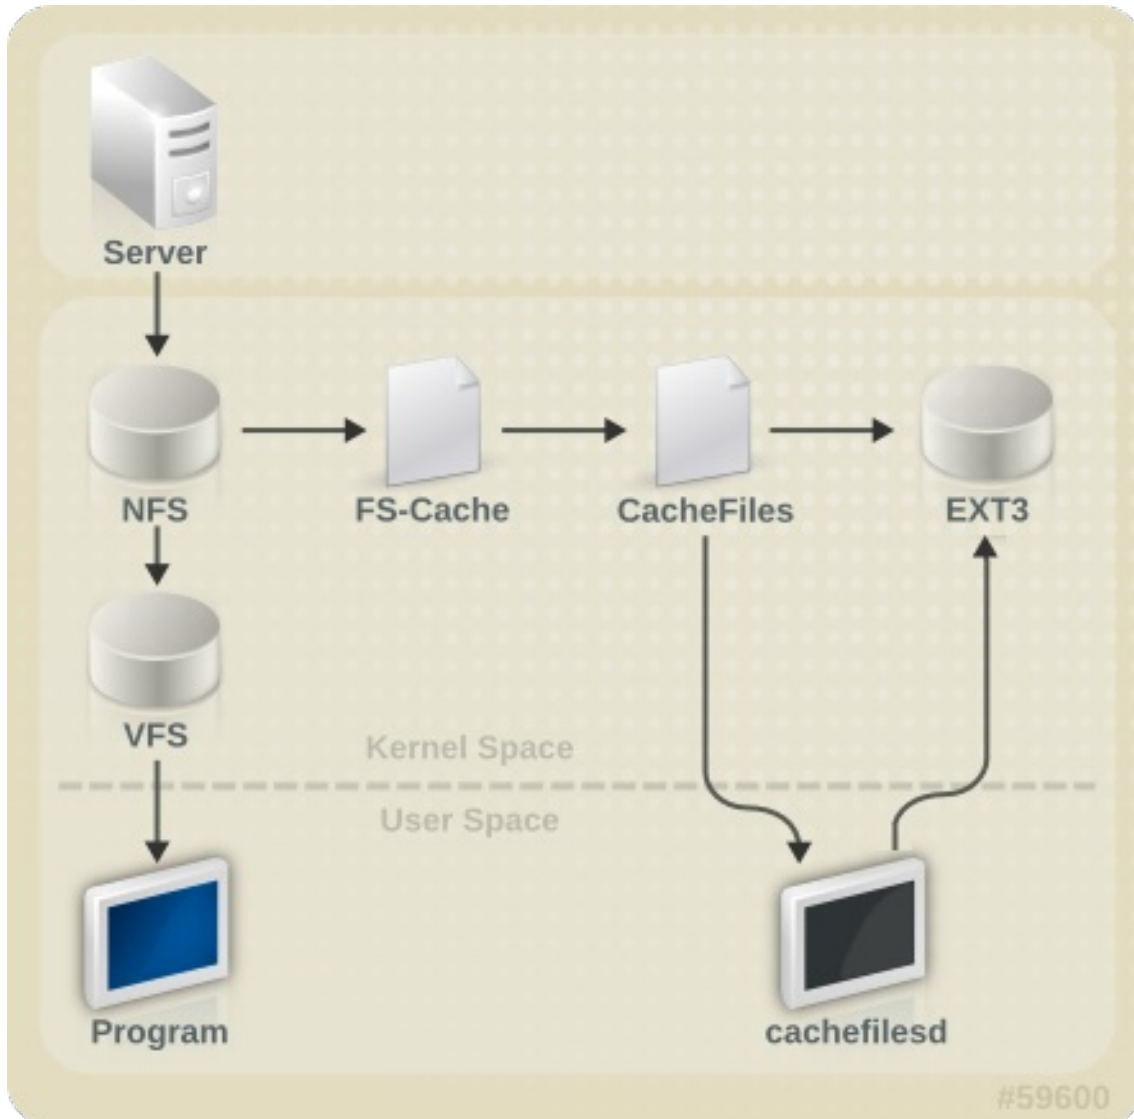 Server
NFS
FS-Cache
CacheFiles
EXT3
VFS
Kernel Space
User Space
Program
cachefilesd
#59600